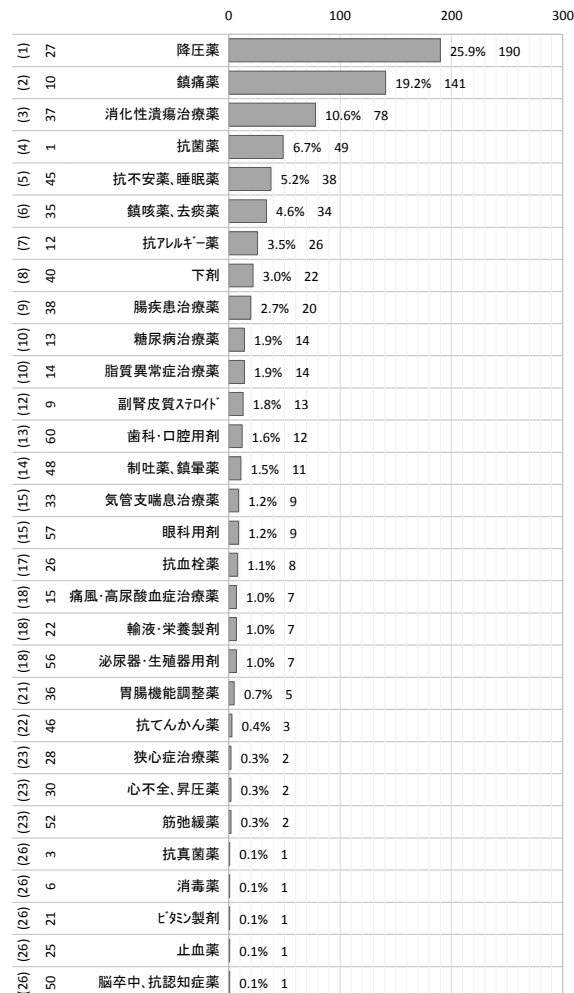 0 100 200 300
(1) 27 降圧薬 25.9% 190
(2) 10 鎮痛薬 19.2% 141
(3) 37 消化性潰瘍治療薬 10.6% 78
(4) 1 抗菌薬 6.7% 49
(5) 45 抗不安薬、睡眠薬 5.2% 38
(6) 35 鎮咳薬、去痰薬 4.6% 34
(7) 12 抗ｱﾚﾙｷﾞｰ薬 3.5% 26
(8) 40 下剤 3.0% 22
(9) 38 腸疾患治療薬 2.7% 20
(10) 13 糖尿病治療薬 1.9% 14
(10) 14 脂質異常症治療薬 1.9% 14
(12) 9 副腎皮質ｽﾃﾛｲﾄﾞ 1.8% 13
(13) 60 歯科・口腔用剤 1.6% 12
(14) 48 制吐薬、鎮暈薬 1.5% 11
(15) 33 気管支喘息治療薬 1.2% 9
(15) 57 眼科用剤 1.2% 9
(17) 26 抗血栓薬 1.1% 8
(18) 15 痛風・高尿酸血症治療薬 1.0% 7
(18) 22 輸液・栄養製剤 1.0% 7
(18) 56 泌尿器・生殖器用剤 1.0% 7
(21) 36 胃腸機能調整薬 0.7% 5
(22) 46 抗てんかん薬 0.4% 3
(23) 28 狭心症治療薬 0.3% 2
(23) 30 心不全、昇圧薬 0.3% 2
(23) 52 筋弛緩薬 0.3% 2
(26) 3 抗真菌薬 0.1% 1
(26) 6 消毒薬 0.1% 1
(26) 21 ﾋﾞﾀﾐﾝ製剤 0.1% 1
(26) 25 止血薬 0.1% 1
(26) 50 脳卒中、抗認知症薬 0.1% 1